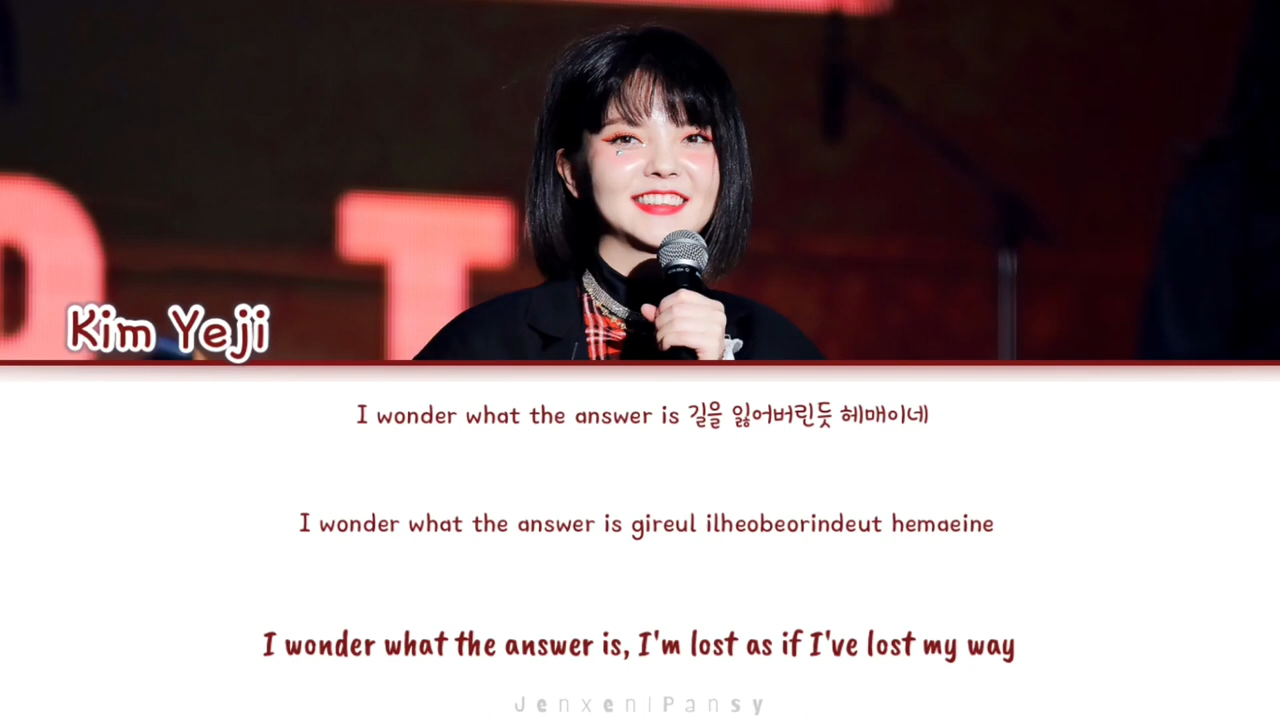 Kim Yeji
I wonder what the answer is 길을 잃어버린듯 헤매이네
I wonder what the answer is gireul ilheobeorindeut hemaeine
I wonder what the answer is, I'm lost as if I've lost my way
Jenxen|Pansy